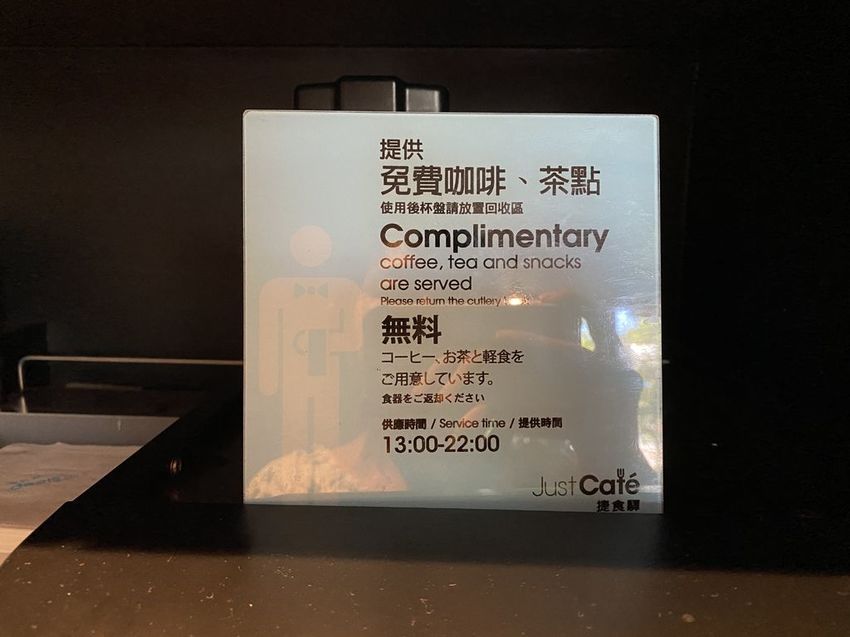 提供
免費咖啡、茶點
使用後杯盤請放置回收區
Complimentary
coffee, tea and snacks
are served
Please return the cutlery
無料
コーヒー、お茶と軽食を
ご用意しています。
食器をご返却ください
供應時間 / Service time / 提供時間
13:00-22:00
Just Café
捷食驛